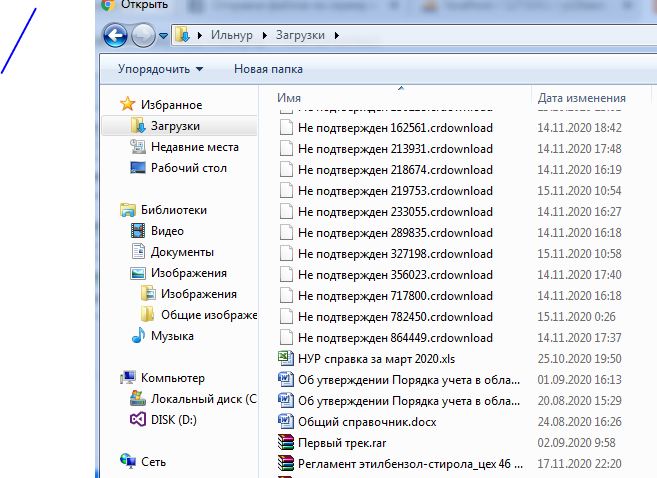 Открыть
Ильнур Загрузки
Упорядочить Новая папка
Имя Дата изменения
Избранное
Загрузки
Недавние места
Рабочий стол
Библиотеки
Видео
Документы
Изображения
Изображения
Общие изображе
Музыка
Компьютер
Локальный диск (C
DISK (D:)
Сеть
Не подтвержден 162561.crdownload 14.11.2020 18:42
Не подтвержден 213931.crdownload 14.11.2020 17:48
Не подтвержден 218674.crdownload 14.11.2020 16:19
Не подтвержден 219753.crdownload 15.11.2020 10:54
Не подтвержден 233055.crdownload 14.11.2020 16:27
Не подтвержден 289835.crdownload 14.11.2020 16:18
Не подтвержден 327198.crdownload 15.11.2020 10:58
Не подтвержден 356023.crdownload 14.11.2020 17:40
Не подтвержден 717800.crdownload 14.11.2020 16:18
Не подтвержден 782450.crdownload 15.11.2020 0:26
Не подтвержден 864449.crdownload 14.11.2020 17:37
НУР справка за март 2020.xls 25.10.2020 19:50
Об утверждении Порядка учета в обла... 01.09.2020 16:13
Об утверждении Порядка учета в обла... 20.08.2020 15:29
Общий справочник.docx 24.08.2020 16:26
Первый трек.rar 02.09.2020 9:58
Регламент этилбензол-стирола_цех 46 ... 17.11.2020 22:20